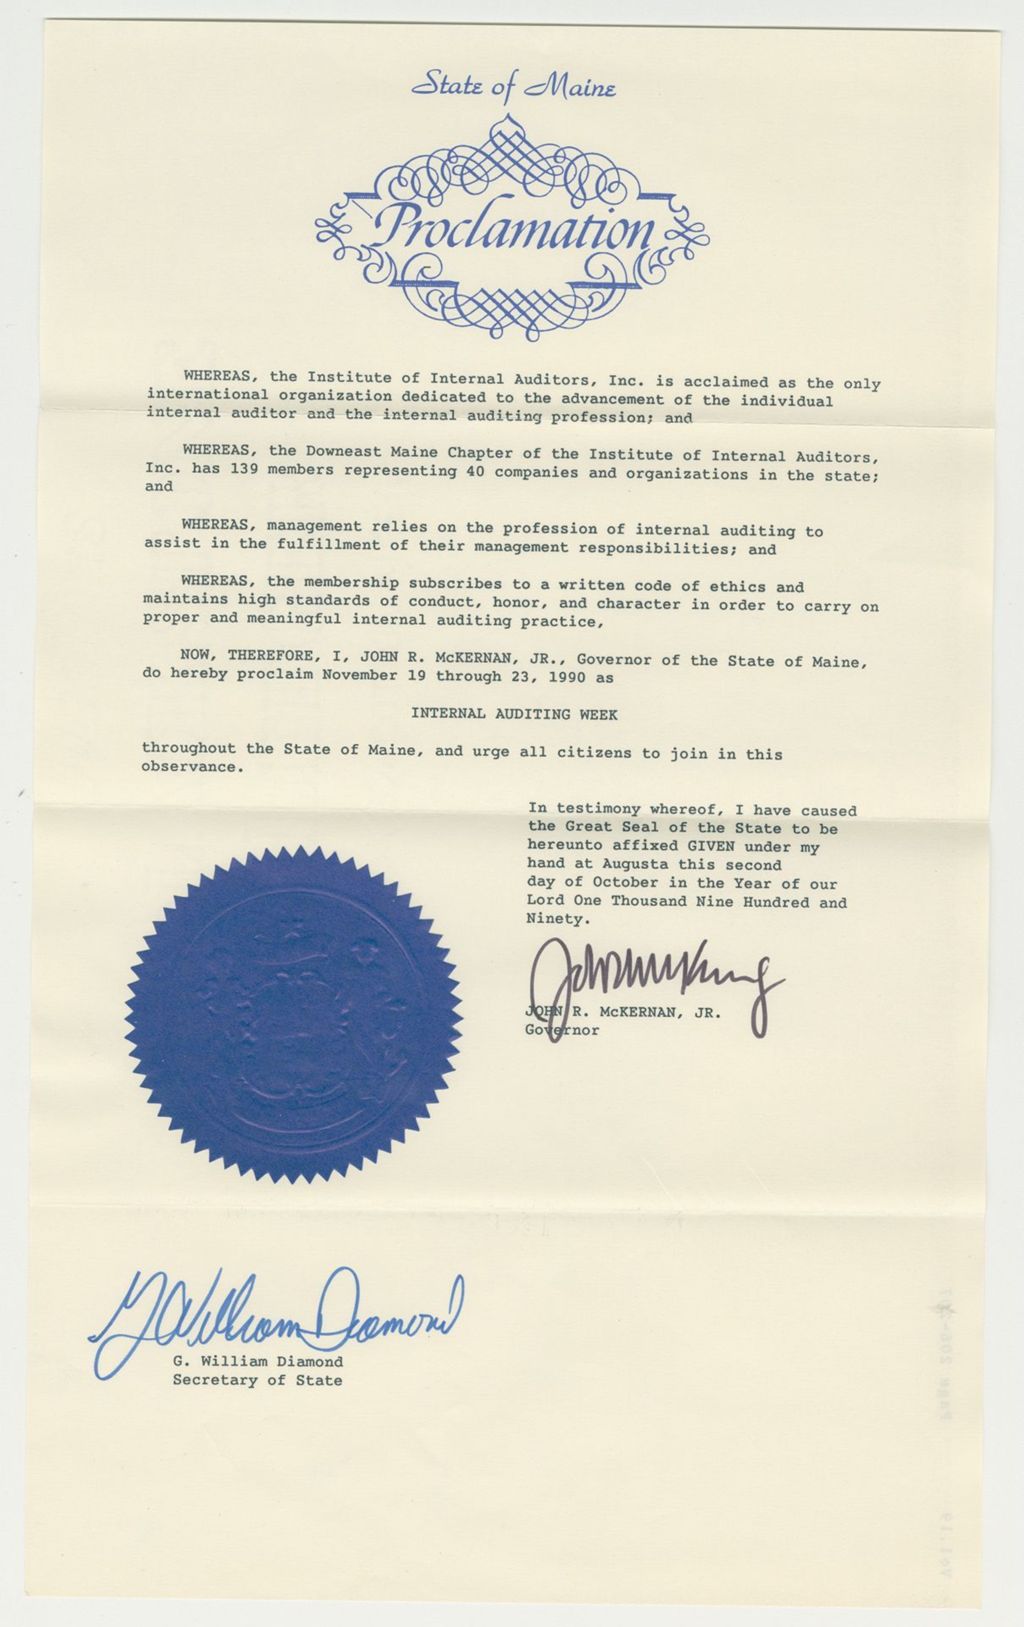 State of Maine
Proclamation
WHEREAS, the Institute of Internal Auditors, Inc. is acclaimed as the only
international organization dedicated to the advancement of the individual
internal auditor and the internal auditing profession; and
WHEREAS, the Downeast Maine Chapter of the Institute of Internal Auditors,
Inc. has 139 members representing 40 companies and organizations in the state;
and
WHEREAS, management relies on the profession of internal auditing to
assist in the fulfillment of their management responsibilities; and
WHEREAS, the membership subscribes to a written code of ethics and
maintains high standards of conduct, honor, and character in order to carry on
proper and meaningful internal auditing practice,
NOW, THEREFORE, I, JOHN R. McKERNAN, JR., Governor of the State of Maine,
do hereby proclaim November 19 through 23, 1990 as
INTERNAL AUDITING WEEK
throughout the State of Maine, and urge all citizens to join in this
observance.
In testimony whereof, I have caused
the Great Seal of the State to be
hereunto affixed GIVEN under my
hand at Augusta this second
day of October in the Year of our
Lord One Thousand Nine Hundred and
Ninety.
JOHN R. McKERNAN, JR.
Governor
G William Diamond
G. William Diamond
Secretary of State